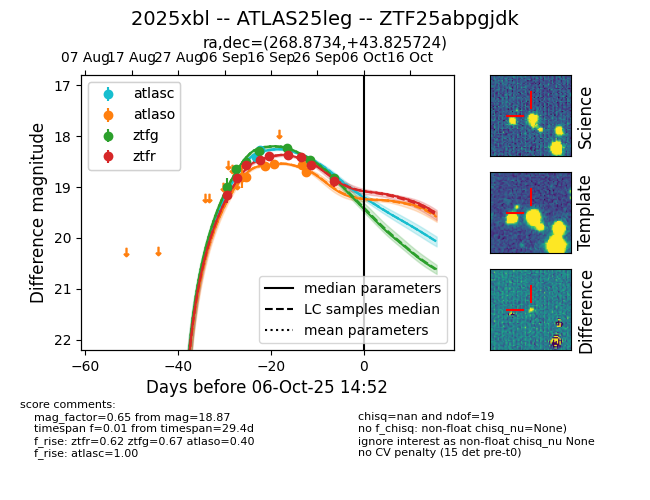 2025xbl -- ATLAS25leg -- ZTF25abpgjdk
ra,dec=(268.8734,+43.825724)
07 Aug 17 Aug 27 Aug 06 Sep 16 Sep 26 Sep 06 Oct 16 Oct
17
18
19
20
21
22
Difference magnitude
atlasc
atlaso
ztfg
ztfr
median parameters
LC samples median
mean parameters
−60
−40
−20
0
Days before 06-Oct-25 14:52
Science
Template
Difference
score comments:
mag_factor=0.65 from mag=18.87
timespan f=0.01 from timespan=29.4d
f_rise: ztfr=0.62 ztfg=0.67 atlaso=0.40
f_rise: atlasc=1.00
chisq=nan and ndof=19
no f_chisq: non-float chisq_nu=None)
ignore interest as non-float chisq_nu None
no CV penalty (15 det pre-t0)